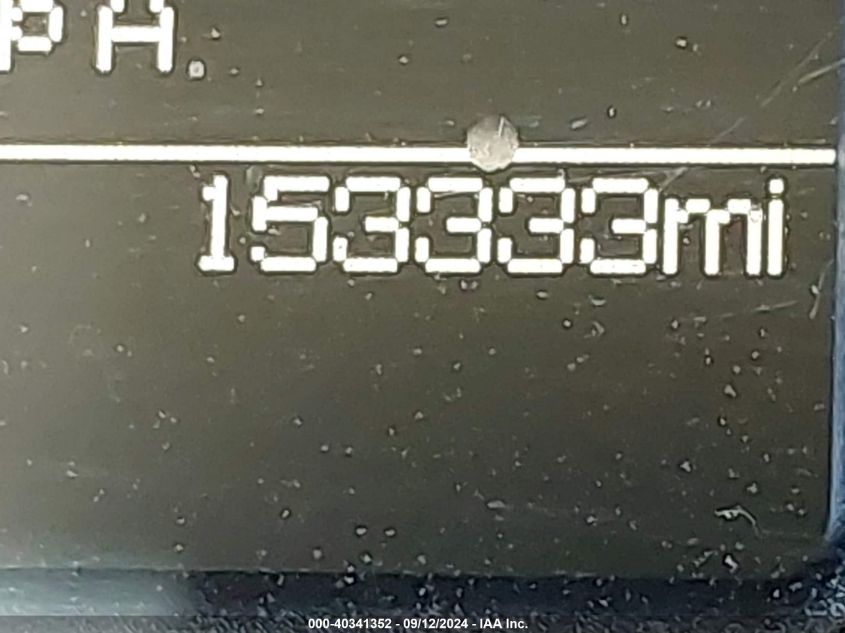 PH.
153333mi
000-40341352 - 09/12/2024 - IAA Inc.